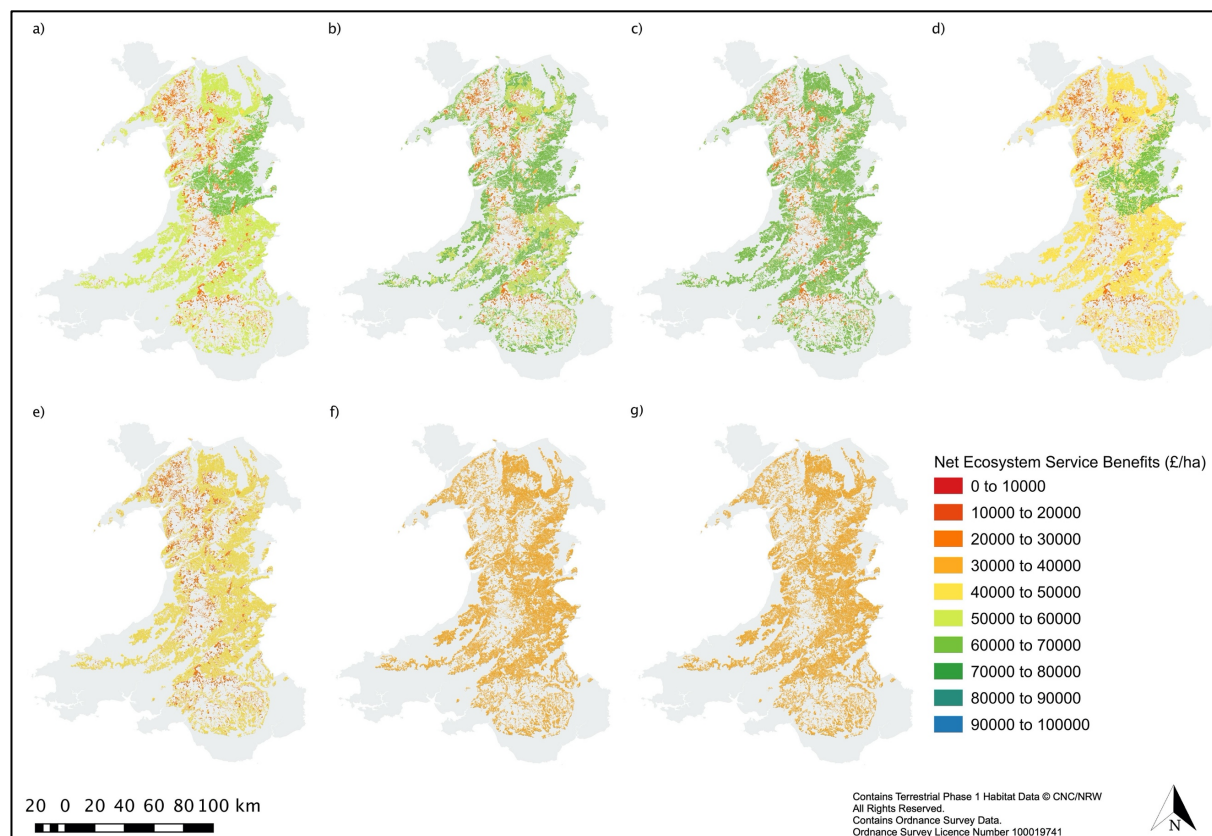 a)
b)
c)
d)
e)
f)
g)
Net Ecosystem Service Benefits (£/ha)
0 to 10000
10000 to 20000
20000 to 30000
30000 to 40000
40000 to 50000
50000 to 60000
60000 to 70000
70000 to 80000
80000 to 90000
90000 to 100000
20 0 20 40 60 80 100 km
Contains Terrestrial Phase 1 Habitat Data © CNC/NRW
All Rights Reserved.
Contains Ordnance Survey Data.
Ordnance Survey Licence Number 100019741
N